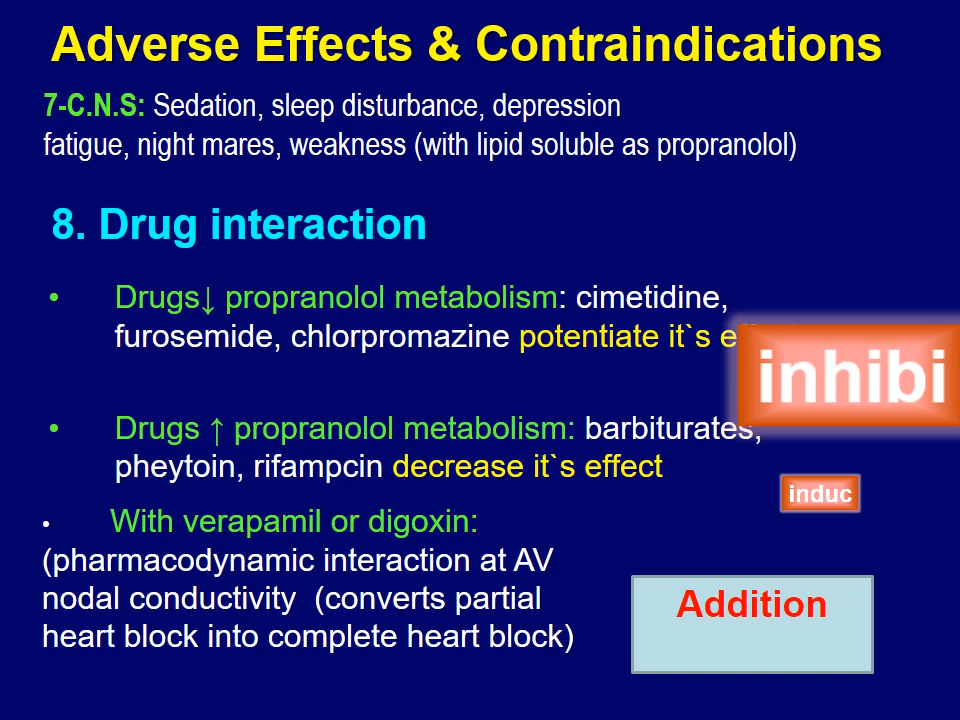 Adverse Effects & Contraindications
7-C.N.S: Sedation, sleep disturbance, depression
fatigue, night mares, weakness (with lipid soluble as propranolol)
8. Drug interaction
• Drugs↓ propranolol metabolism: cimetidine,
furosemide, chlorpromazine potentiate it`s
inhibi
• Drugs ↑ propranolol metabolism: barbiturates,
pheytoin, rifampcin decrease it`s effect
induc
• With verapamil or digoxin:
(pharmacodynamic interaction at AV
nodal conductivity (converts partial
heart block into complete heart block)
Addition